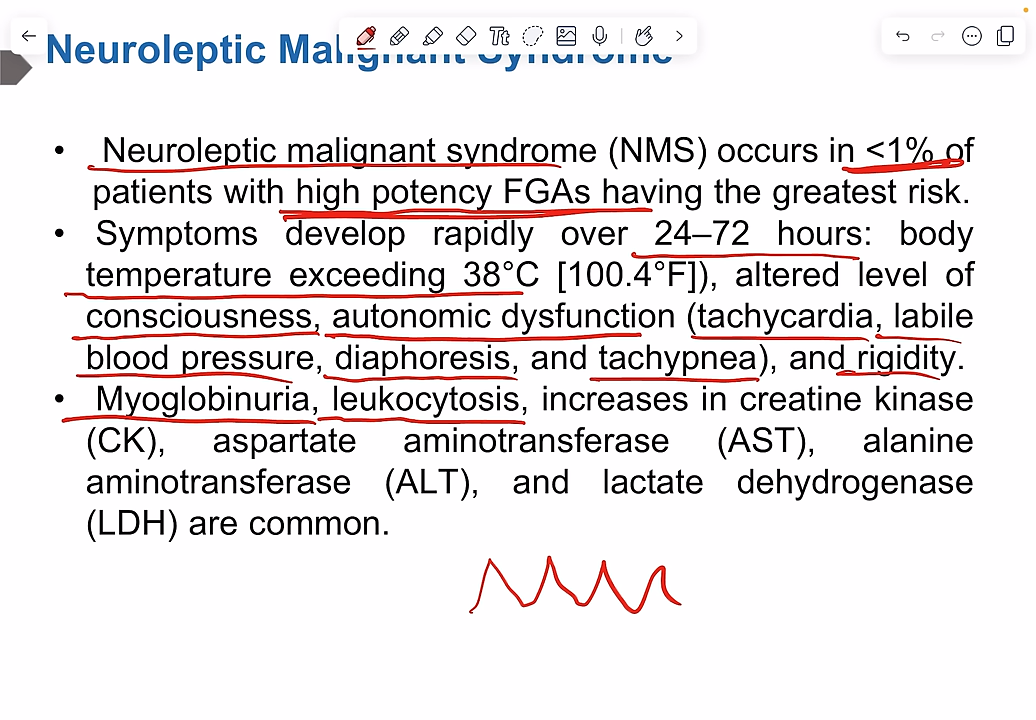 Neuroleptic Malignant Syndrome
Tt
• Neuroleptic malignant syndrome (NMS) occurs in <1% of
patients with high potency FGAs having the greatest risk.
• Symptoms develop rapidly over 24–72 hours: body
temperature exceeding 38°C [100.4°F]), altered level of
consciousness, autonomic dysfunction (tachycardia, labile
blood pressure, diaphoresis, and tachypnea), and rigidity.
• Myoglobinuria, leukocytosis, increases in creatine kinase
(CK), aspartate aminotransferase (AST), alanine
aminotransferase (ALT), and lactate dehydrogenase
(LDH) are common.